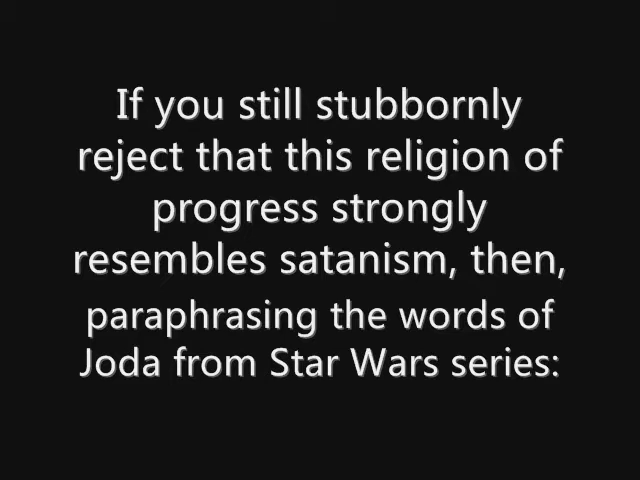 If you still stubbornly
reject that this religion of
progress strongly
resembles satanism, then,
paraphrasing the words of
Joda from Star Wars series: